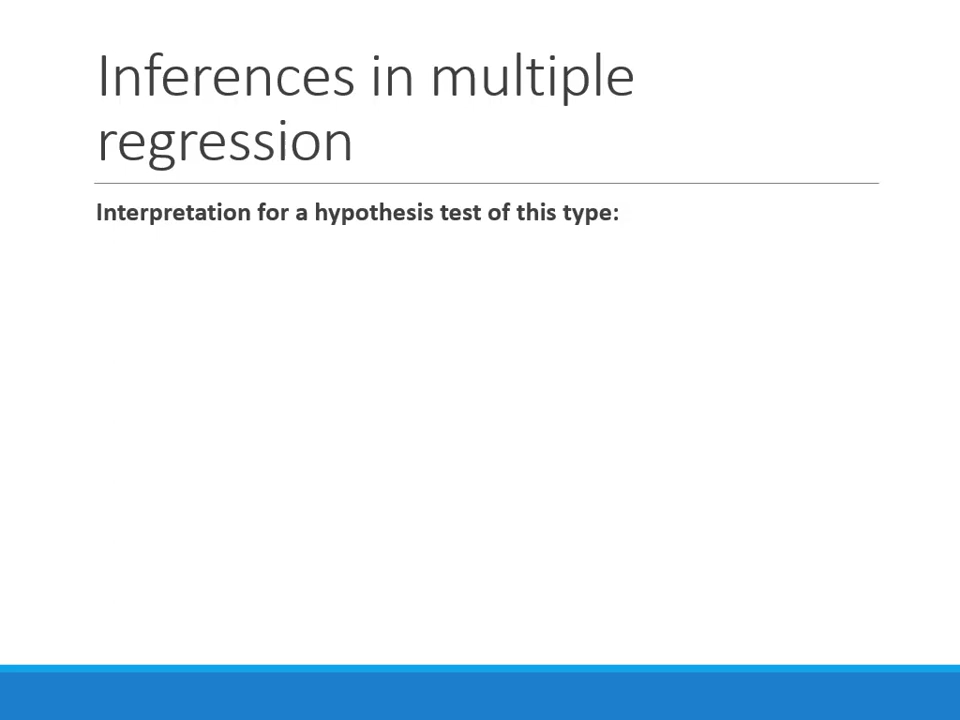 Inferences in multiple
regression
Interpretation for a hypothesis test of this type: